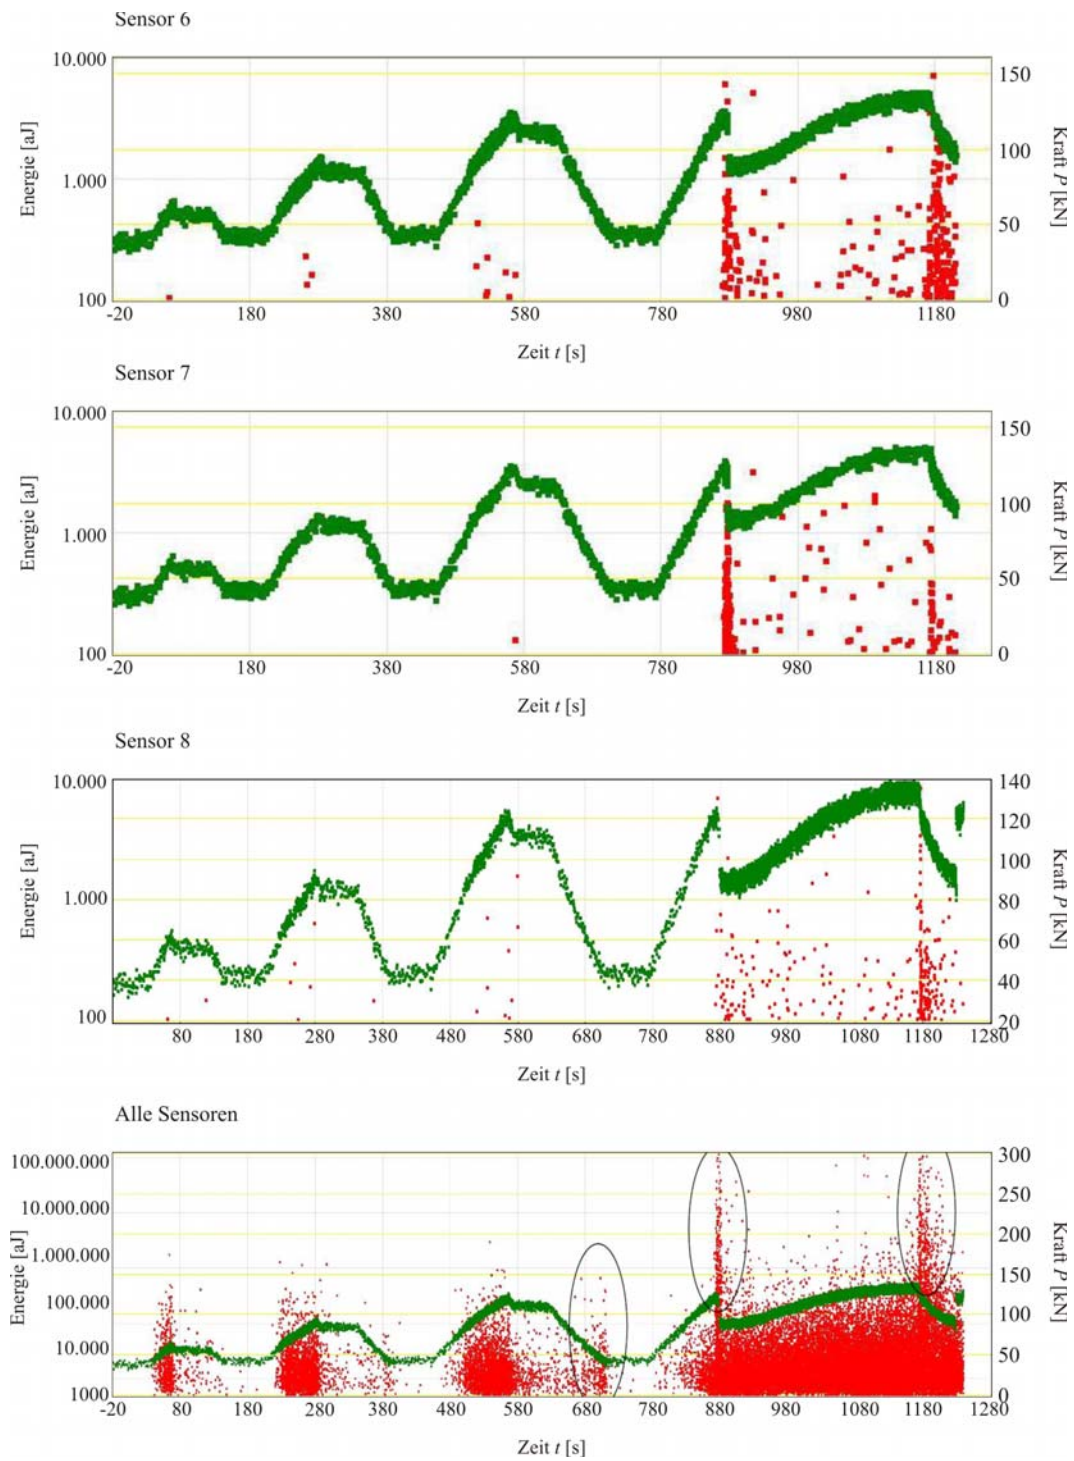 Sensor 6
10.000
1.000
100
Energie [aJ]
150
100
50
0
Kraft P [kN]
-20 180 380 580 780 980 1180
Zeit t [s]
Sensor 7
10.000
1.000
100
Energie [aJ]
150
100
50
0
Kraft P [kN]
-20 180 380 580 780 980 1180
Zeit t [s]
Sensor 8
10.000
1.000
100
Energie [aJ]
140
120
100
80
60
40
20
Kraft P [kN]
80 180 280 380 480 580 680 780 880 980 1080 1180 1280
Zeit t [s]
Alle Sensoren
100.000.000
10.000.000
1.000.000
100.000
10.000
1000
Energie [aJ]
300
250
200
150
100
50
0
Kraft P [kN]
-20 80 180 280 380 480 580 680 780 880 980 1080 1180 1280
Zeit t [s]